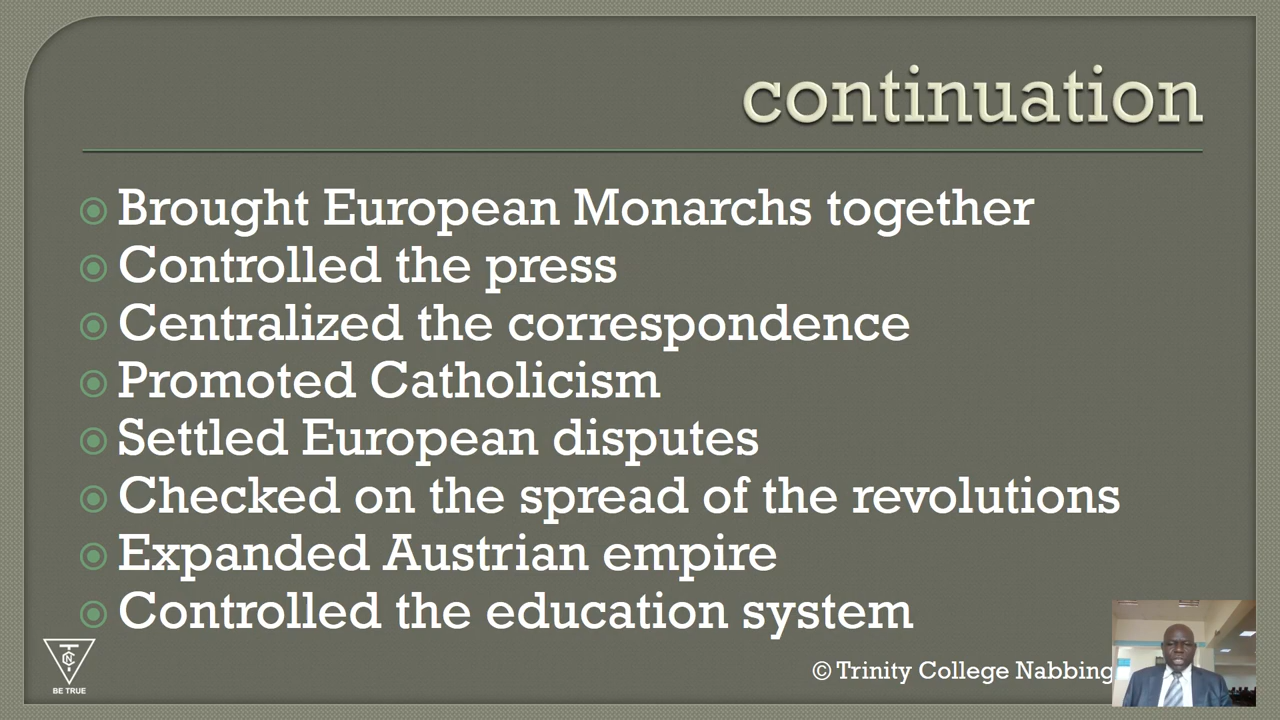 continuation
Brought European Monarchs together
Controlled the press
Centralized the correspondence
Promoted Catholicism
Settled European disputes
Checked on the spread of the revolutions
Expanded Austrian empire
Controlled the education system
BE TRUE
© Trinity College Nabbing